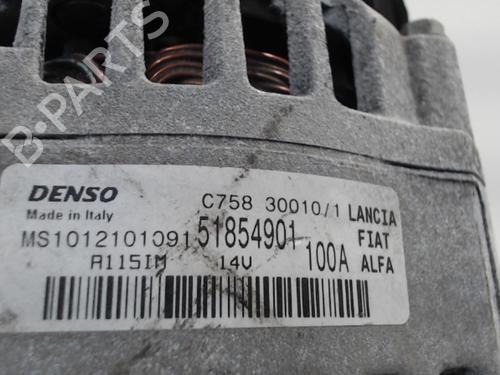 B-PARTS
DENSO
Made in Italy
C758 30010/1
LANCIA
MS1012101091
51854901
FIAT
A115IM
14V
100A
ALFA